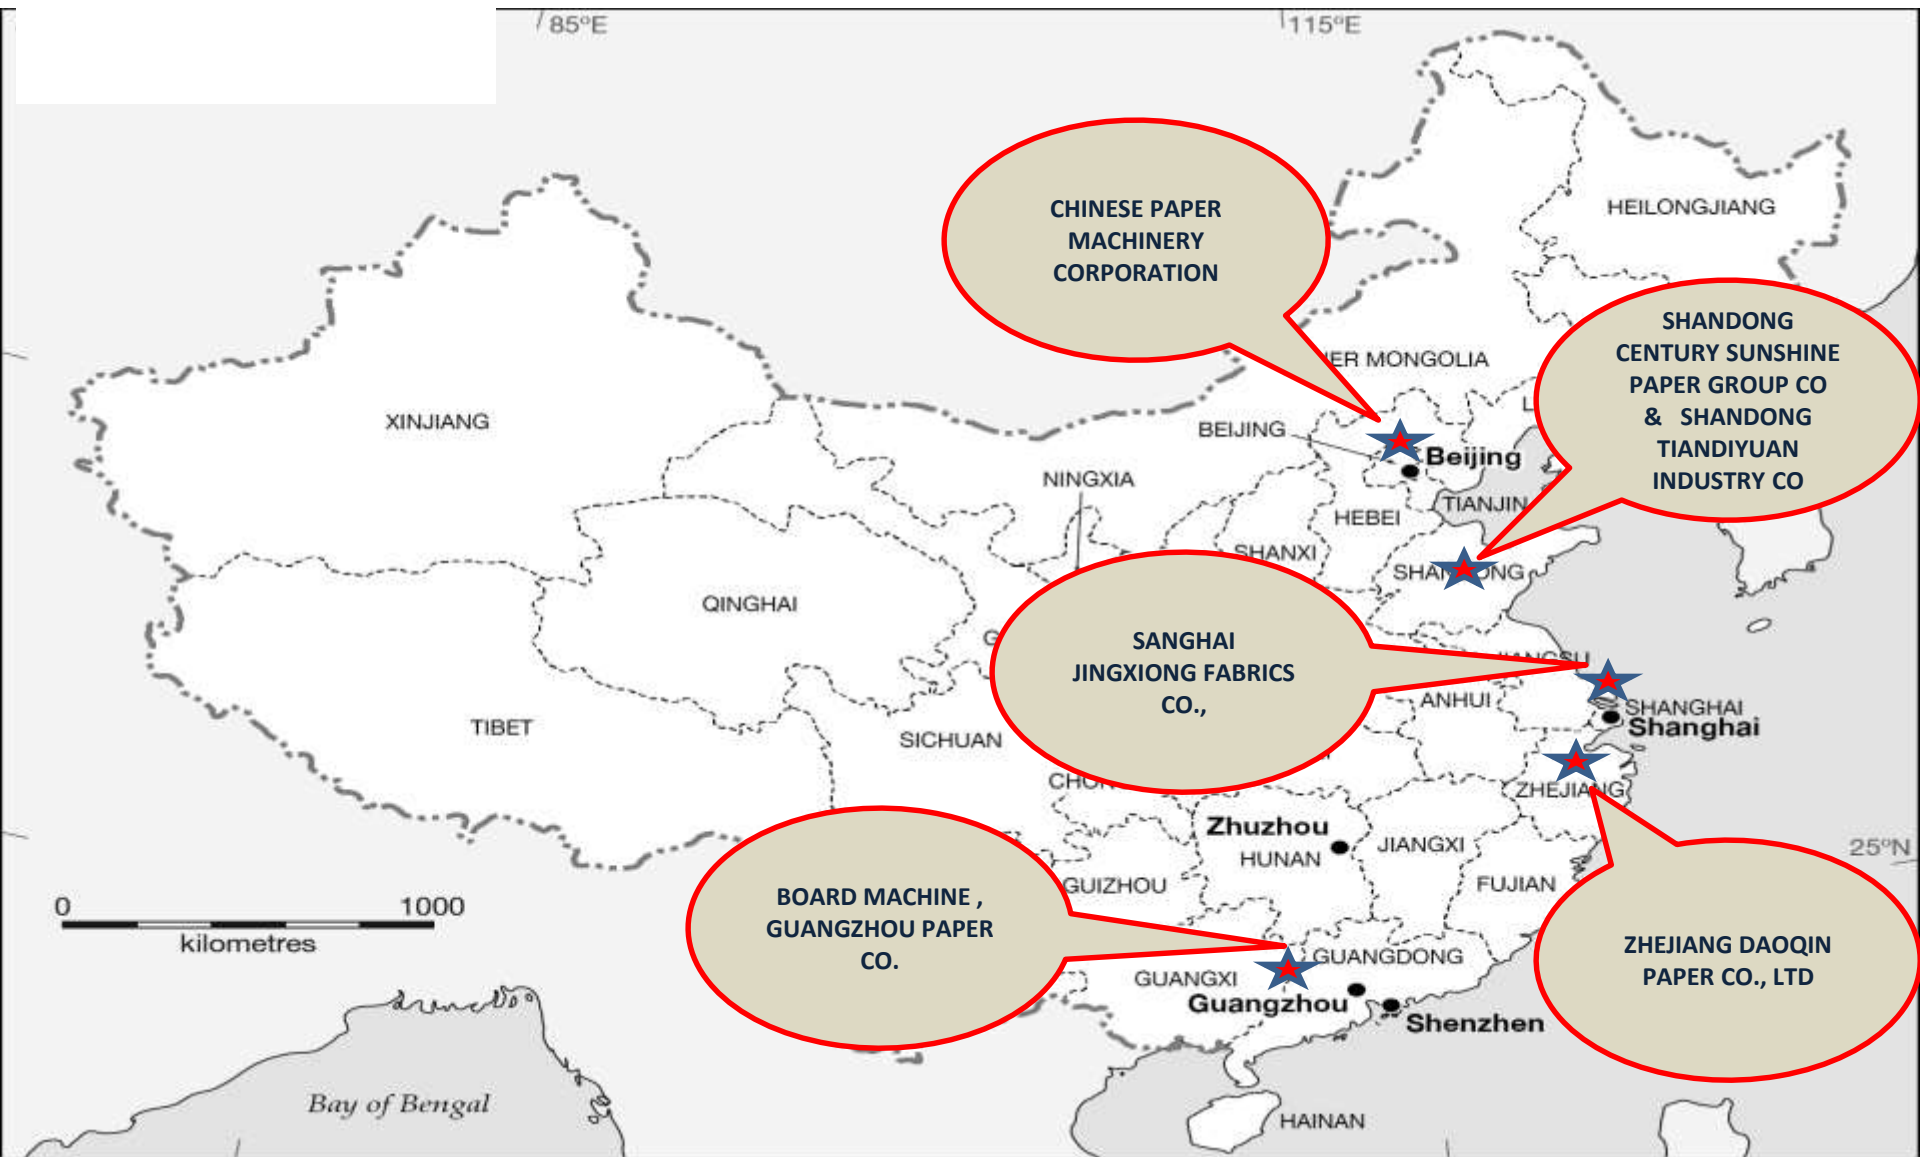 85ºE
115ºE
HEILONGJIANG
CHINESE PAPER
MACHINERY
CORPORATION
SHANDONG
CENTURY SUNSHINE
PAPER GROUP CO
& SHANDONG
TIANDIYUAN
INDUSTRY CO
ER MONGOLIA
XINJIANG
BEIJING
Beijing
NINGXIA
TIANJIN
HEBEI
SHANXI
QINGHAI
SANGHAI
JINGXIONG FABRICS
CO.,
ANHUI
SHANGHAI
Shanghai
TIBET
SICHUAN
ZHEJIANG
Zhuzhou
HUNAN
JIANGXI
25ºN
GUIZHOU
FUJIAN
BOARD MACHINE ,
GUANGZHOU PAPER
CO.
0 1000
kilometres
ZHEJIANG DAOQIN
PAPER CO., LTD
GUANGDONG
GUANGXI
Guangzhou
Shenzhen
Bay of Bengal
HAINAN